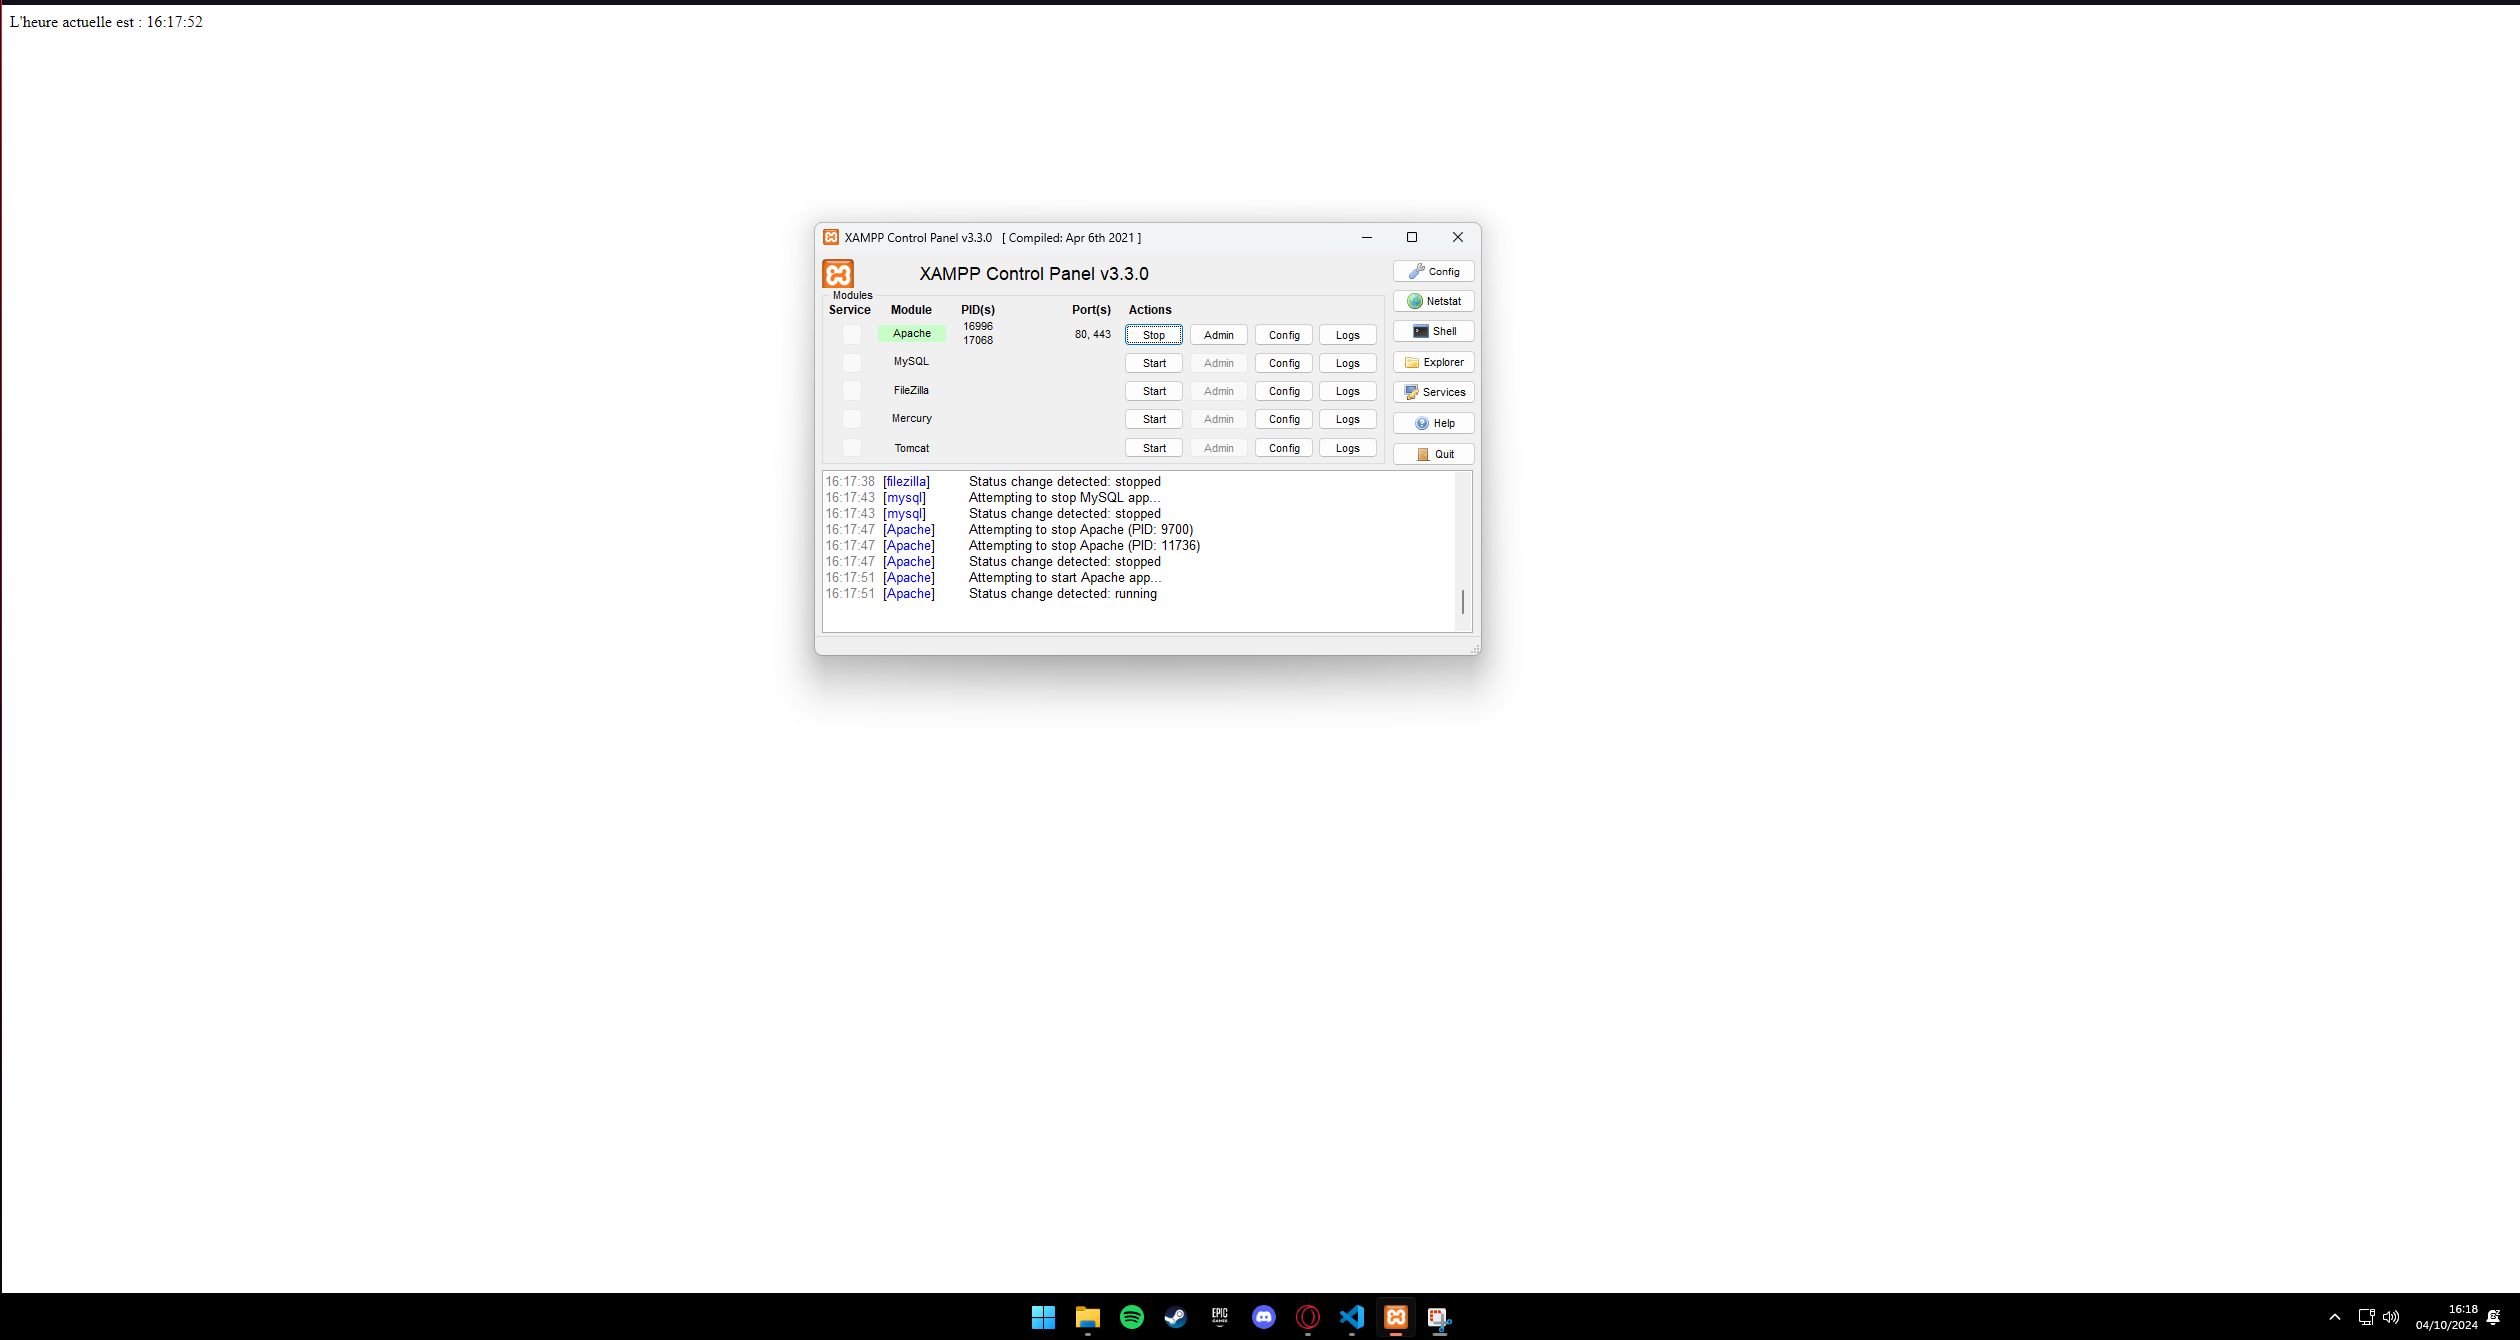 L'heure actuelle est : 16:17:52
XAMPP Control Panel v3.3.0 [ Compiled: Apr 6th 2021 ]
XAMPP Control Panel v3.3.0
Config
Modules
Netstat
Service Module PID(s) Port(s) Actions
Apache 16996 17068 80, 443 Stop Admin Config Logs
Shell
MySQL Start Admin Config Logs
Explorer
FileZilla Start Admin Config Logs
Services
Mercury Start Admin Config Logs
Help
Tomcat Start Admin Config Logs
Quit
16:17:38 [filezilla] Status change detected: stopped
16:17:43 [mysql] Attempting to stop MySQL app...
16:17:43 [mysql] Status change detected: stopped
16:17:47 [Apache] Attempting to stop Apache (PID: 9700)
16:17:47 [Apache] Attempting to stop Apache (PID: 11736)
16:17:47 [Apache] Status change detected: stopped
16:17:51 [Apache] Attempting to start Apache app...
16:17:51 [Apache] Status change detected: running
EPIC
GAMES
16:18
04/10/2024